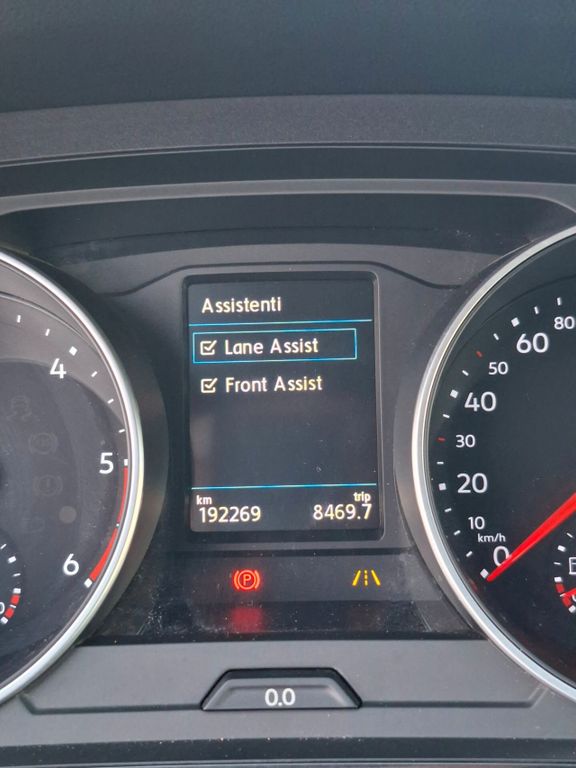 Assistenti
Lane Assist
Front Assist
km
trip
192269
8469.7
4
5
6
80
60
50
40
30
20
10
km/h
0
P
0.0